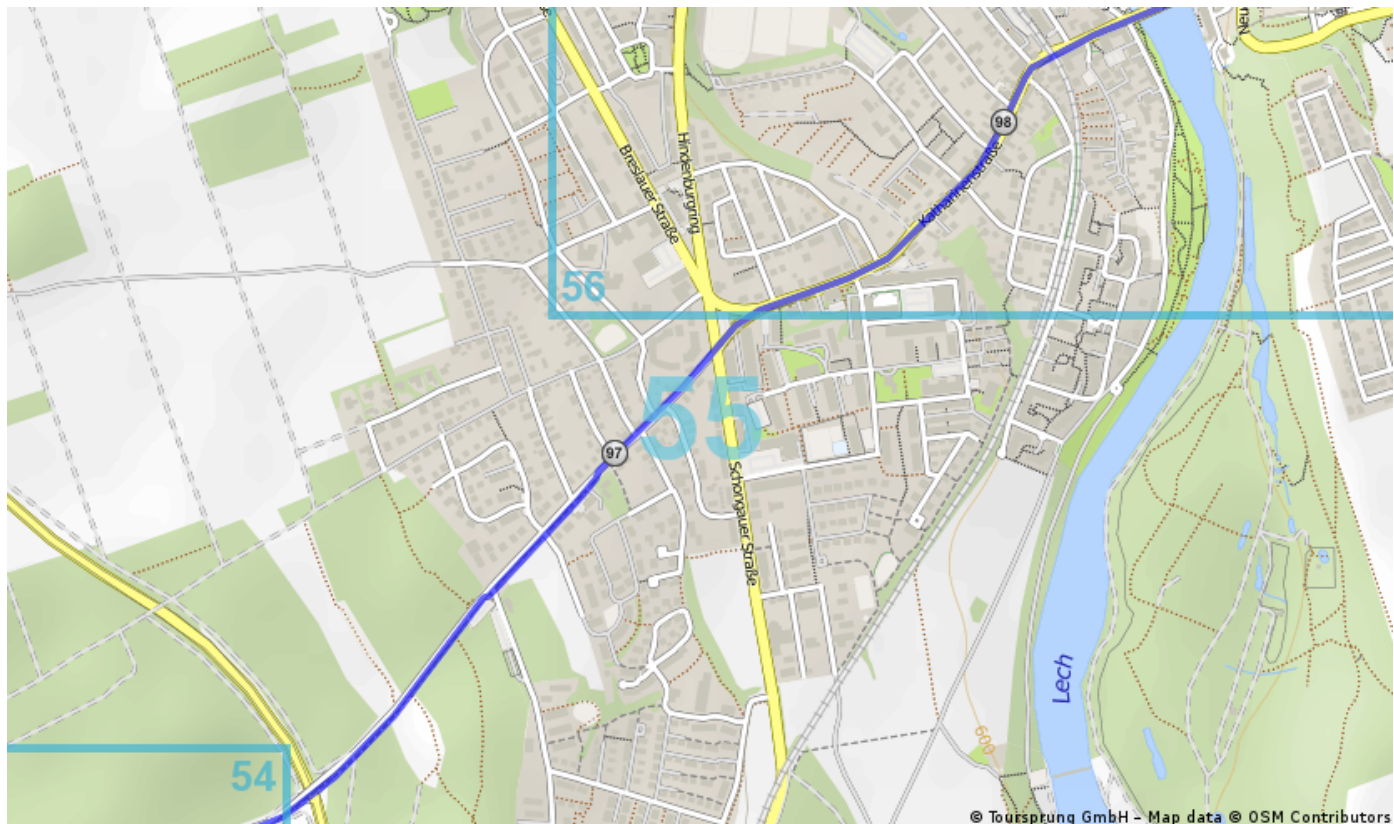 98
Hindenburgring
Breslauer Straße
Katharinenstraße
56
55
97
Schongauer Straße
Lech
600
54
© Toursprung GmbH – Map data © OSM Contributors